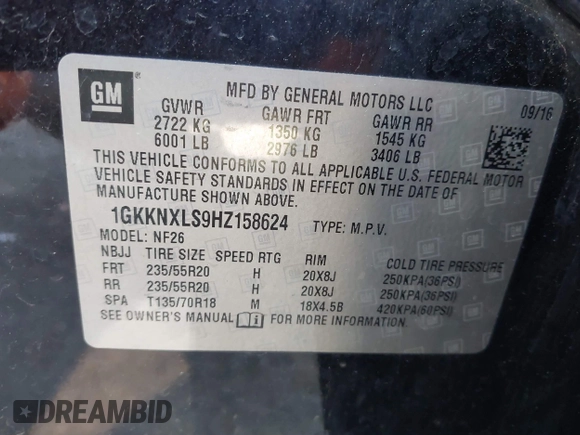 GM
MFD BY GENERAL MOTORS LLC
09/16
GVWR GAWR FRT GAWR RR
2722 KG 1350 KG 1545 KG
6001 LB 2976 LB 3406 LB
THIS VEHICLE CONFORMS TO ALL APPLICABLE U.S. FEDERAL MOTOR
VEHICLE SAFETY STANDARDS IN EFFECT ON THE DATE OF
MANUFACTURE SHOWN ABOVE.
1GKKNXLS9HZ158624 TYPE: M.P.V.
MODEL: NF26
NBJJ TIRE SIZE SPEED RTG RIM COLD TIRE PRESSURE
FRT 235/55R20 H 20X8J 250KPA(36PSI)
RR 235/55R20 H 20X8J 250KPA(36PSI)
SPA T135/70R18 M 18X4.5B 420KPA(60PSI)
SEE OWNER'S MANUAL FOR ADDITIONAL INFORMATION.
DREAMBID